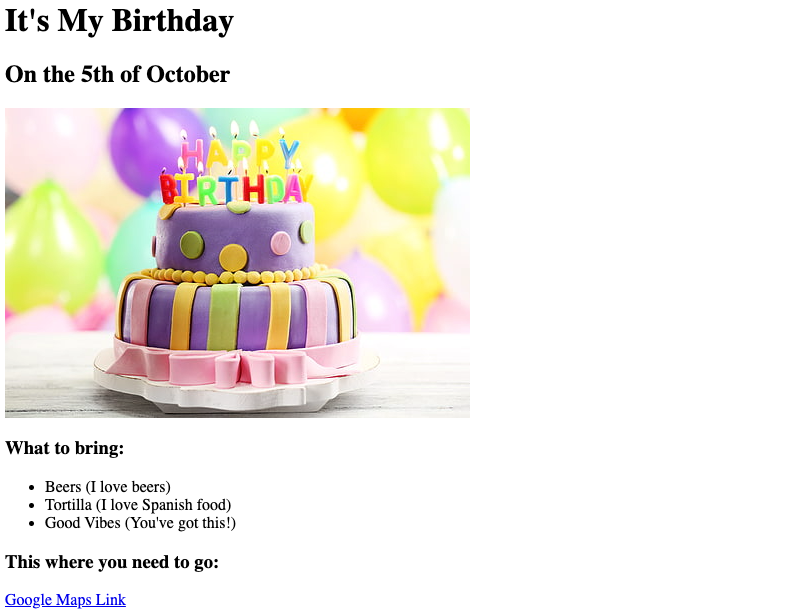 It's My Birthday
On the 5th of October
HAPPY
BIRTHDAY
What to bring:
Beers (I love beers)
Tortilla (I love Spanish food)
Good Vibes (You've got this!)
This where you need to go:
Google Maps Link